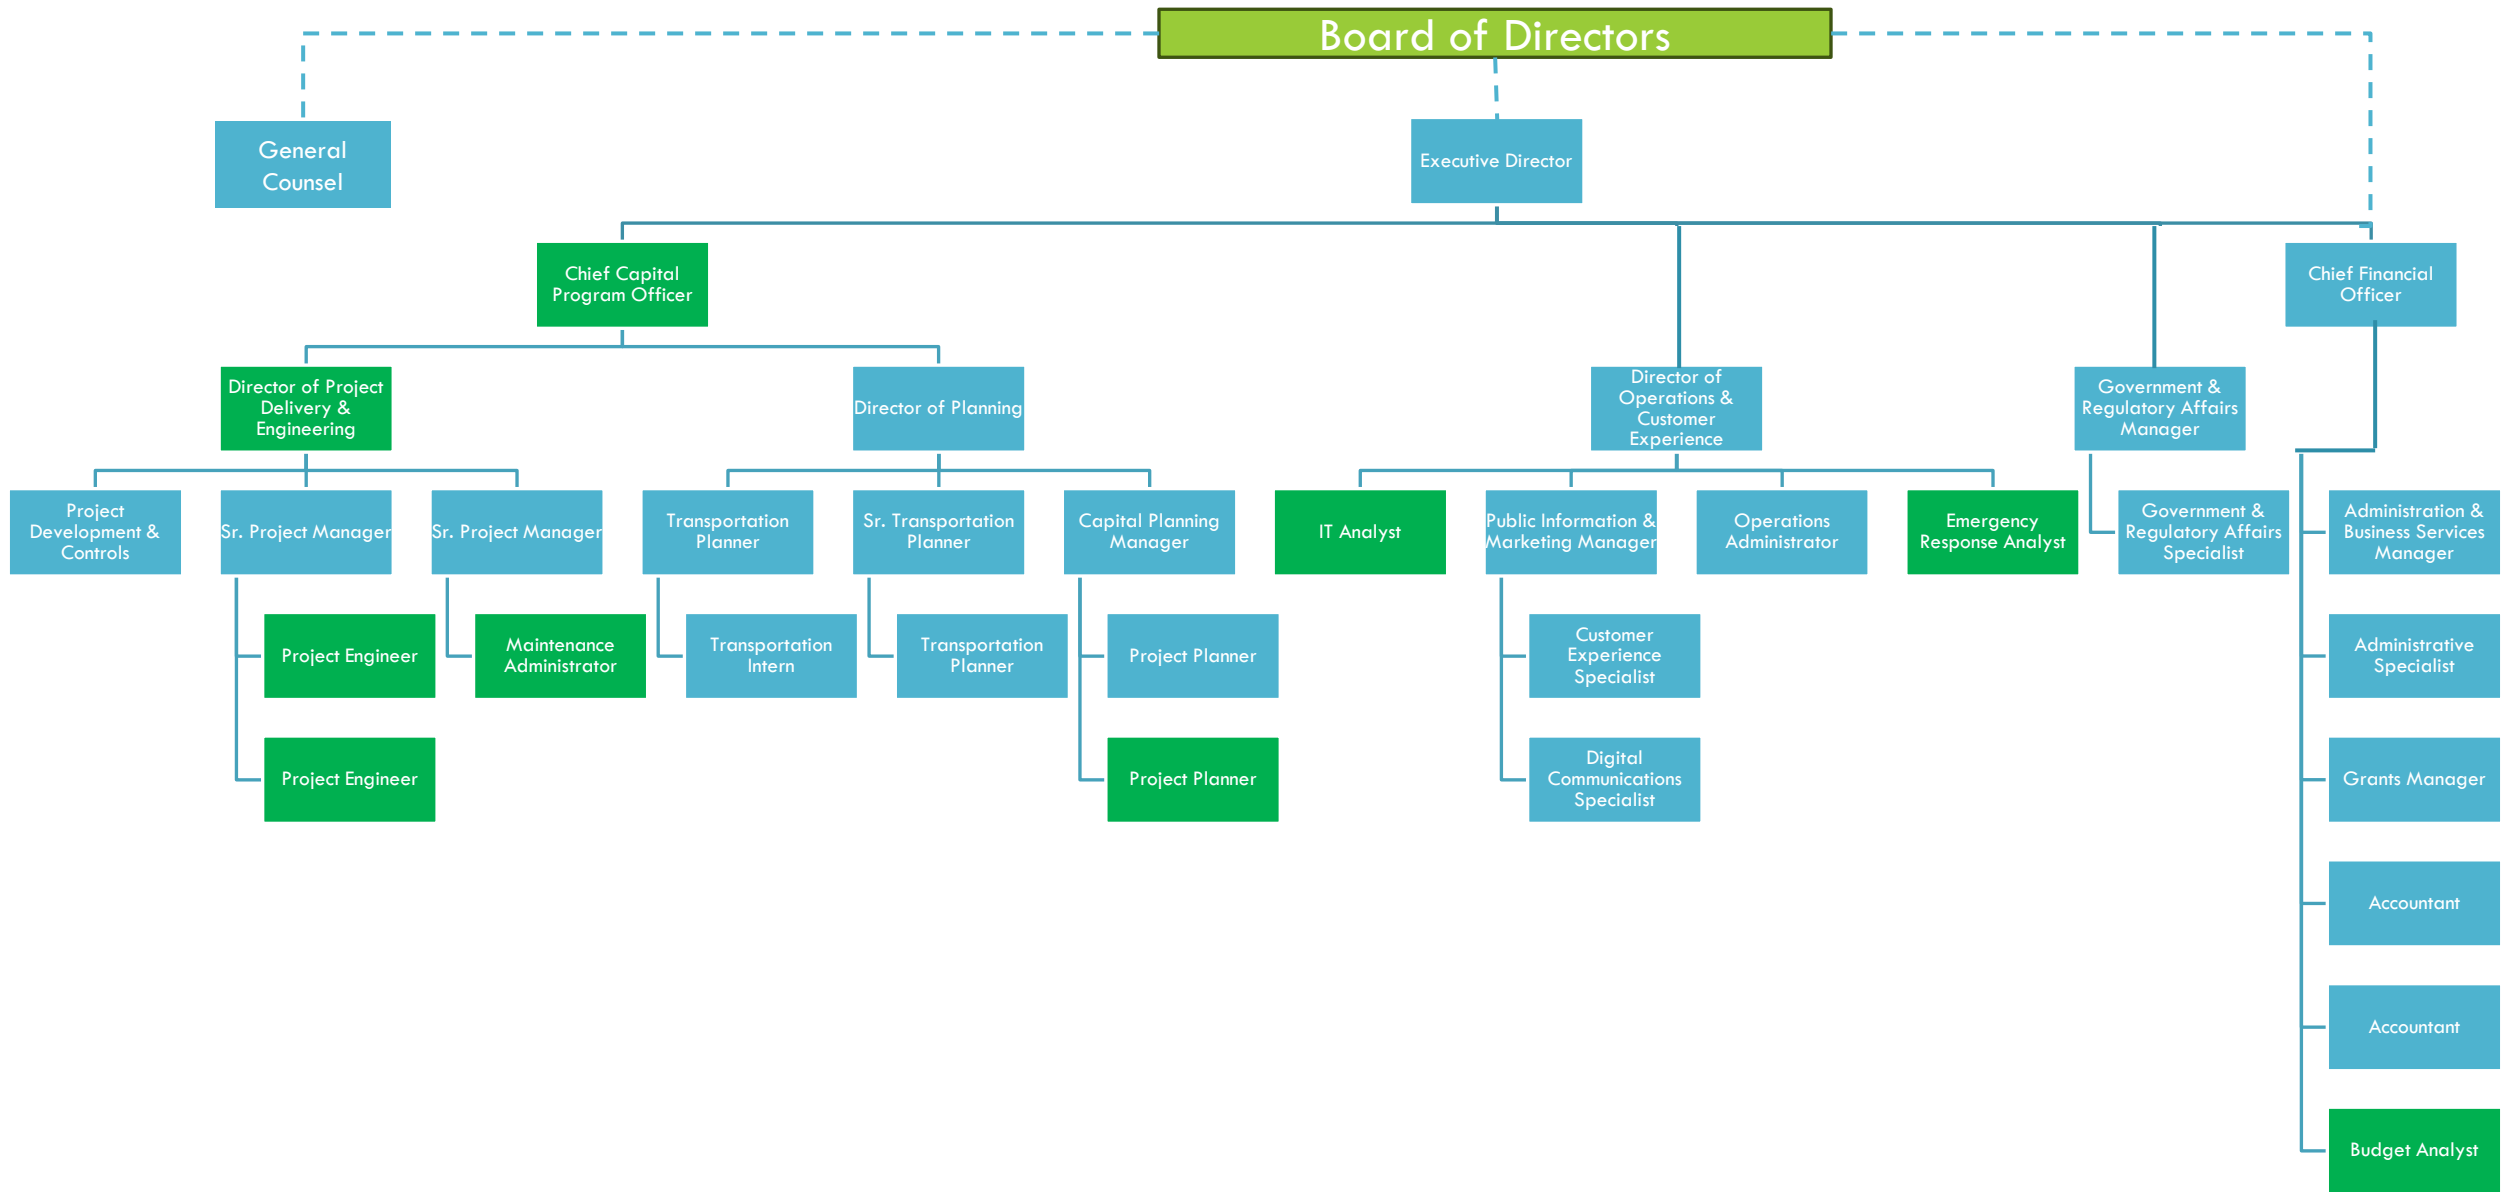 Board of Directors
General
Counsel
Executive Director
Chief Capital
Program Officer
Chief Financial
Officer
Director of Project
Delivery &
Engineering
Director of Planning
Director of
Operations &
Customer
Experience
Government &
Regulatory Affairs
Manager
Project
Development &
Controls
Sr. Project Manager
Sr. Project Manager
Transportation
Planner
Sr. Transportation
Planner
Capital Planning
Manager
IT Analyst
Public Information &
Marketing Manager
Operations
Administrator
Emergency
Response Analyst
Government &
Regulatory Affairs
Specialist
Administration &
Business Services
Manager
Project Engineer
Maintenance
Administrator
Transportation
Intern
Transportation
Planner
Project Planner
Customer
Experience
Specialist
Administrative
Specialist
Project Engineer
Project Planner
Digital
Communications
Specialist
Grants Manager
Accountant
Accountant
Budget Analyst